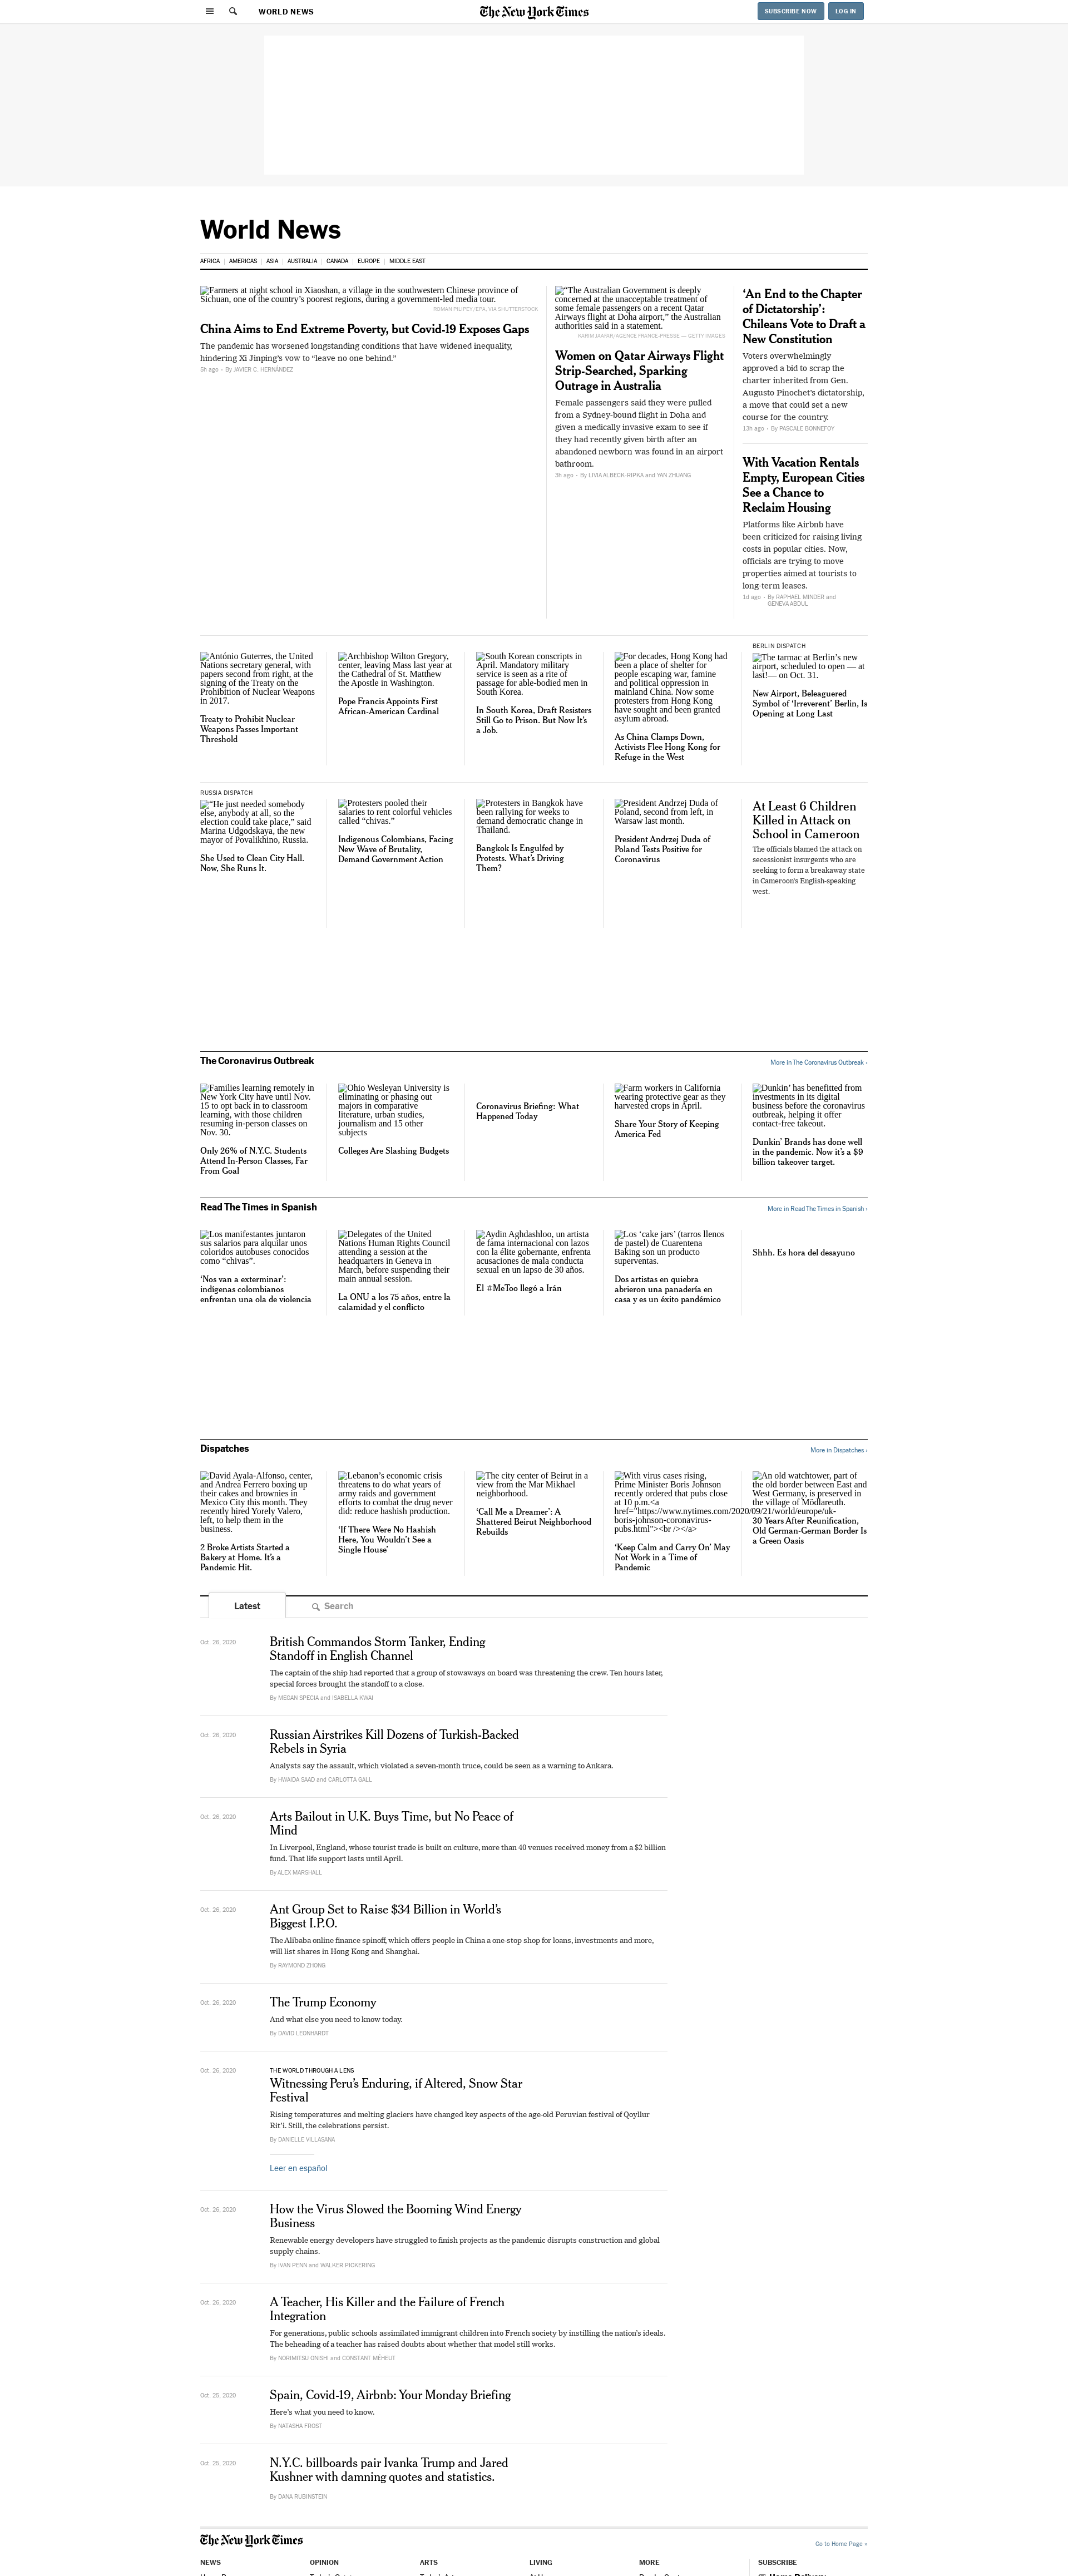 WORLD NEWS
The New York Times
SUBSCRIBE NOW
LOG IN
World News
AFRICA
AMERICAS
ASIA
AUSTRALIA
CANADA
EUROPE
MIDDLE EAST
Farmers at night school in Xiaoshan, a village in the southwestern Chinese province of
Sichuan, one of the country’s poorest regions, during a government-led media tour.
ROMAN PILIPEY/EPA, VIA SHUTTERSTOCK
China Aims to End Extreme Poverty, but Covid-19 Exposes Gaps
The pandemic has worsened longstanding conditions that have widened inequality,
hindering Xi Jinping’s vow to “leave no one behind.”
5h ago
By JAVIER C. HERNÁNDEZ
“The Australian Government is deeply
concerned at the unacceptable treatment of
some female passengers on a recent Qatar
Airways flight at Doha airport,” the Australian
authorities said in a statement.
KARIM JAAFAR/AGENCE FRANCE-PRESSE — GETTY IMAGES
Women on Qatar Airways Flight
Strip-Searched, Sparking
Outrage in Australia
Female passengers said they were pulled
from a Sydney-bound flight in Doha and
given a medically invasive exam to see if
they had recently given birth after an
abandoned newborn was found in an airport
bathroom.
3h ago
By LIVIA ALBECK-RIPKA and YAN ZHUANG
‘An End to the Chapter
of Dictatorship’:
Chileans Vote to Draft a
New Constitution
Voters overwhelmingly
approved a bid to scrap the
charter inherited from Gen.
Augusto Pinochet’s dictatorship,
a move that could set a new
course for the country.
13h ago
By PASCALE BONNEFOY
With Vacation Rentals
Empty, European Cities
See a Chance to
Reclaim Housing
Platforms like Airbnb have
been criticized for raising living
costs in popular cities. Now,
officials are trying to move
properties aimed at tourists to
long-term leases.
1d ago
By RAPHAEL MINDER and
GENEVA ABDUL
António Guterres, the United
Nations secretary general, with
papers second from right, at the
signing of the Treaty on the
Prohibition of Nuclear Weapons
in 2017.
Treaty to Prohibit Nuclear
Weapons Passes Important
Threshold
Archbishop Wilton Gregory,
center, leaving Mass last year at
the Cathedral of St. Matthew
the Apostle in Washington.
Pope Francis Appoints First
African-American Cardinal
South Korean conscripts in
April. Mandatory military
service is seen as a rite of
passage for able-bodied men in
South Korea.
In South Korea, Draft Resisters
Still Go to Prison. But Now It’s
a Job.
For decades, Hong Kong had
been a place of shelter for
people escaping war, famine
and political oppression in
mainland China. Now some
protesters from Hong Kong
have sought and been granted
asylum abroad.
As China Clamps Down,
Activists Flee Hong Kong for
Refuge in the West
BERLIN DISPATCH
The tarmac at Berlin’s new
airport, scheduled to open — at
last!— on Oct. 31.
New Airport, Beleaguered
Symbol of ‘Irreverent’ Berlin, Is
Opening at Long Last
RUSSIA DISPATCH
“He just needed somebody
else, anybody at all, so the
election could take place,” said
Marina Udgodskaya, the new
mayor of Povalikhino, Russia.
She Used to Clean City Hall.
Now, She Runs It.
Protesters pooled their
salaries to rent colorful vehicles
called “chivas.”
Indigenous Colombians, Facing
New Wave of Brutality,
Demand Government Action
Protesters in Bangkok have
been rallying for weeks to
demand democratic change in
Thailand.
Bangkok Is Engulfed by
Protests. What’s Driving
Them?
President Andrzej Duda of
Poland, second from left, in
Warsaw last month.
President Andrzej Duda of
Poland Tests Positive for
Coronavirus
At Least 6 Children
Killed in Attack on
School in Cameroon
The officials blamed the attack on
secessionist insurgents who are
seeking to form a breakaway state
in Cameroon’s English-speaking
west.
The Coronavirus Outbreak
More in The Coronavirus Outbreak ›
Families learning remotely in
New York City have until Nov.
15 to opt back in to classroom
learning, with those children
resuming in-person classes on
Nov. 30.
Only 26% of N.Y.C. Students
Attend In-Person Classes, Far
From Goal
Ohio Wesleyan University is
eliminating or phasing out
majors in comparative
literature, urban studies,
journalism and 15 other
subjects
Colleges Are Slashing Budgets
Coronavirus Briefing: What
Happened Today
Farm workers in California
wearing protective gear as they
harvested crops in April.
Share Your Story of Keeping
America Fed
Dunkin’ has benefitted from
investments in its digital
business before the coronavirus
outbreak, helping it offer
contact-free takeout.
Dunkin’ Brands has done well
in the pandemic. Now it’s a $9
billion takeover target.
Read The Times in Spanish
More in Read The Times in Spanish ›
Los manifestantes juntaron
sus salarios para alquilar unos
coloridos autobuses conocidos
como “chivas”.
‘Nos van a exterminar’:
indígenas colombianos
enfrentan una ola de violencia
Delegates of the United
Nations Human Rights Council
attending a session at the
headquarters in Geneva in
March, before suspending their
main annual session.
La ONU a los 75 años, entre la
calamidad y el conflicto
Aydin Aghdashloo, un artista
de fama internacional con lazos
con la élite gobernante, enfrenta
acusaciones de mala conducta
sexual en un lapso de 30 años.
El #MeToo llegó a Irán
Los ‘cake jars’ (tarros llenos
de pastel) de Cuarentena
Baking son un producto
superventas.
Dos artistas en quiebra
abrieron una panadería en
casa y es un éxito pandémico
Shhh. Es hora del desayuno
Dispatches
More in Dispatches ›
David Ayala-Alfonso, center,
and Andrea Ferrero boxing up
their cakes and brownies in
Mexico City this month. They
recently hired Yorely Valero,
left, to help them in the
business.
2 Broke Artists Started a
Bakery at Home. It’s a
Pandemic Hit.
Lebanon’s economic crisis
threatens to do what years of
army raids and government
efforts to combat the drug never
did: reduce hashish production.
‘If There Were No Hashish
Here, You Wouldn’t See a
Single House’
The city center of Beirut in a
view from the Mar Mikhael
neighborhood.
‘Call Me a Dreamer’: A
Shattered Beirut Neighborhood
Rebuilds
With virus cases rising,
Prime Minister Boris Johnson
recently ordered that pubs close
at 10 p.m.<a
href="https://www.nytimes.com/2020/09/21/world/europe/uk-
boris-johnson-coronavirus-
pubs.html"><br /></a>
‘Keep Calm and Carry On’ May
Not Work in a Time of
Pandemic
An old watchtower, part of
the old border between East and
West Germany, is preserved in
the village of Mödlareuth.
30 Years After Reunification,
Old German-German Border Is
a Green Oasis
Latest
Search
Oct. 26, 2020
British Commandos Storm Tanker, Ending
Standoff in English Channel
The captain of the ship had reported that a group of stowaways on board was threatening the crew. Ten hours later,
special forces brought the standoff to a close.
By MEGAN SPECIA and ISABELLA KWAI
Oct. 26, 2020
Russian Airstrikes Kill Dozens of Turkish-Backed
Rebels in Syria
Analysts say the assault, which violated a seven-month truce, could be seen as a warning to Ankara.
By HWAIDA SAAD and CARLOTTA GALL
Oct. 26, 2020
Arts Bailout in U.K. Buys Time, but No Peace of
Mind
In Liverpool, England, whose tourist trade is built on culture, more than 40 venues received money from a $2 billion
fund. That life support lasts until April.
By ALEX MARSHALL
Oct. 26, 2020
Ant Group Set to Raise $34 Billion in World’s
Biggest I.P.O.
The Alibaba online finance spinoff, which offers people in China a one-stop shop for loans, investments and more,
will list shares in Hong Kong and Shanghai.
By RAYMOND ZHONG
Oct. 26, 2020
The Trump Economy
And what else you need to know today.
By DAVID LEONHARDT
Oct. 26, 2020
THE WORLD THROUGH A LENS
Witnessing Peru’s Enduring, if Altered, Snow Star
Festival
Rising temperatures and melting glaciers have changed key aspects of the age-old Peruvian festival of Qoyllur
Rit’i. Still, the celebrations persist.
By DANIELLE VILLASANA
Leer en español
Oct. 26, 2020
How the Virus Slowed the Booming Wind Energy
Business
Renewable energy developers have struggled to finish projects as the pandemic disrupts construction and global
supply chains.
By IVAN PENN and WALKER PICKERING
Oct. 26, 2020
A Teacher, His Killer and the Failure of French
Integration
For generations, public schools assimilated immigrant children into French society by instilling the nation’s ideals.
The beheading of a teacher has raised doubts about whether that model still works.
By NORIMITSU ONISHI and CONSTANT MÉHEUT
Oct. 25, 2020
Spain, Covid-19, Airbnb: Your Monday Briefing
Here’s what you need to know.
By NATASHA FROST
Oct. 25, 2020
N.Y.C. billboards pair Ivanka Trump and Jared
Kushner with damning quotes and statistics.
By DANA RUBINSTEIN
The New York Times
Go to Home Page »
NEWS
OPINION
ARTS
LIVING
MORE
SUBSCRIBE